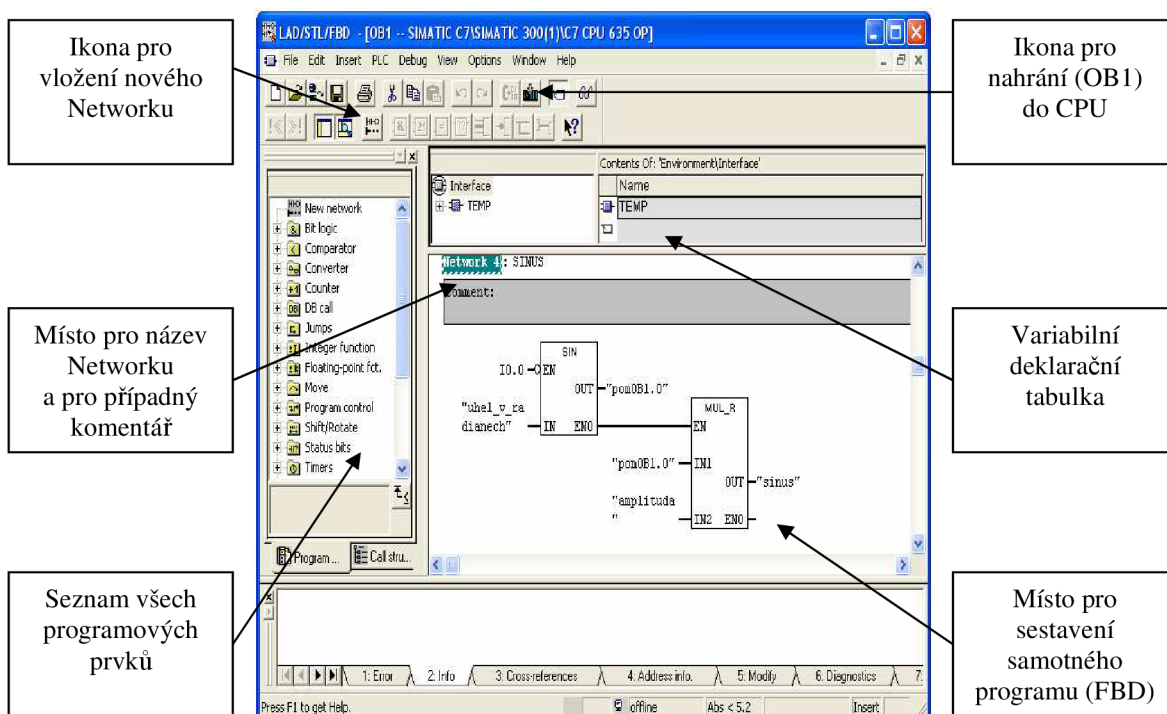 Ikona pro
vložení nového
Networku
Místo pro název
Networku
a pro případný
komentář
Seznam všech
programových
prvků
LAD/STL/FBD - [OB1 -- SIMATIC C7\SIMATIC 300(1)\C7 CPU 635 OP]
File Edit Insert PLC Debug View Options Window Help
New network
Bit logic
Comparator
Converter
Counter
DB call
Jumps
Integer function
Floating-point fct.
Move
Program control
Shift/Rotate
Status bits
Timers
Program ...
Call stru...
Contents Of: 'Environment\Interface'
Interface
TEMP
Name
TEMP
Network 4: SINUS
Comment:
SIN
I0.0
EN
OUT
"pomOB1.0"
"uhel_v_ra
dianech"
IN ENO
MUL_R
EN
"pomOB1.0"
IN1
OUT
"sinus"
"amplituda
"
IN2 ENO
1: Error
2: Info
3: Cross-references
4: Address info.
5: Modify
6: Diagnostics
7:
Press F1 to get Help.
offline
Abs < 5.2
Insert
Ikona pro
nahrání (OB1)
do CPU
Variabilní
deklarační
tabulka
Místo pro
sestavení
samotného
programu (FBD)